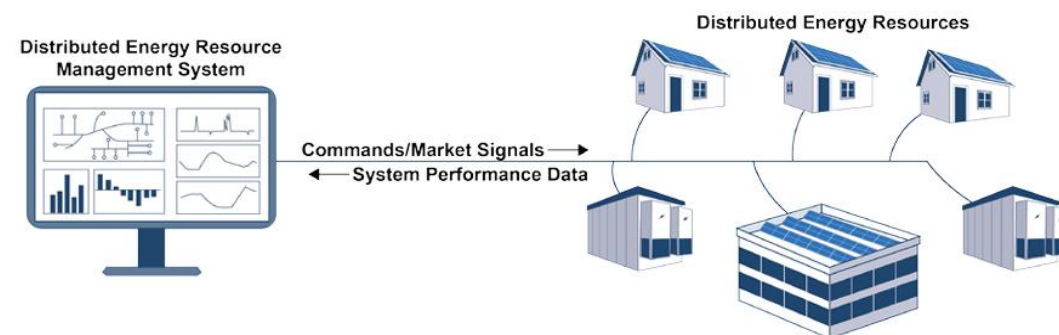 Distributed Energy Resources
Distributed Energy Resource
Management System
Commands/Market Signals
System Performance Data